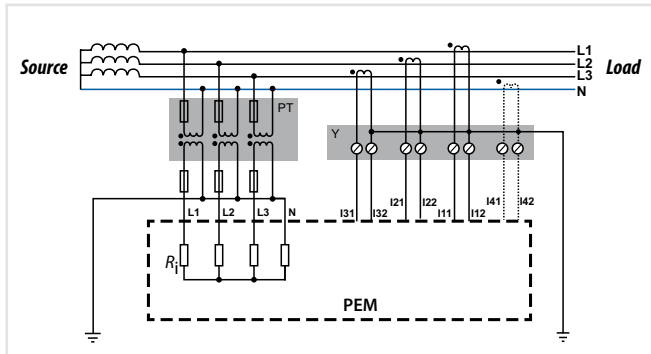 Source
L1
L2
L3
N
Load
PT
Y
L1 L2 L3 N
I31 I32 I21 I22 I11 I12 I41 I42
Ri
PEM